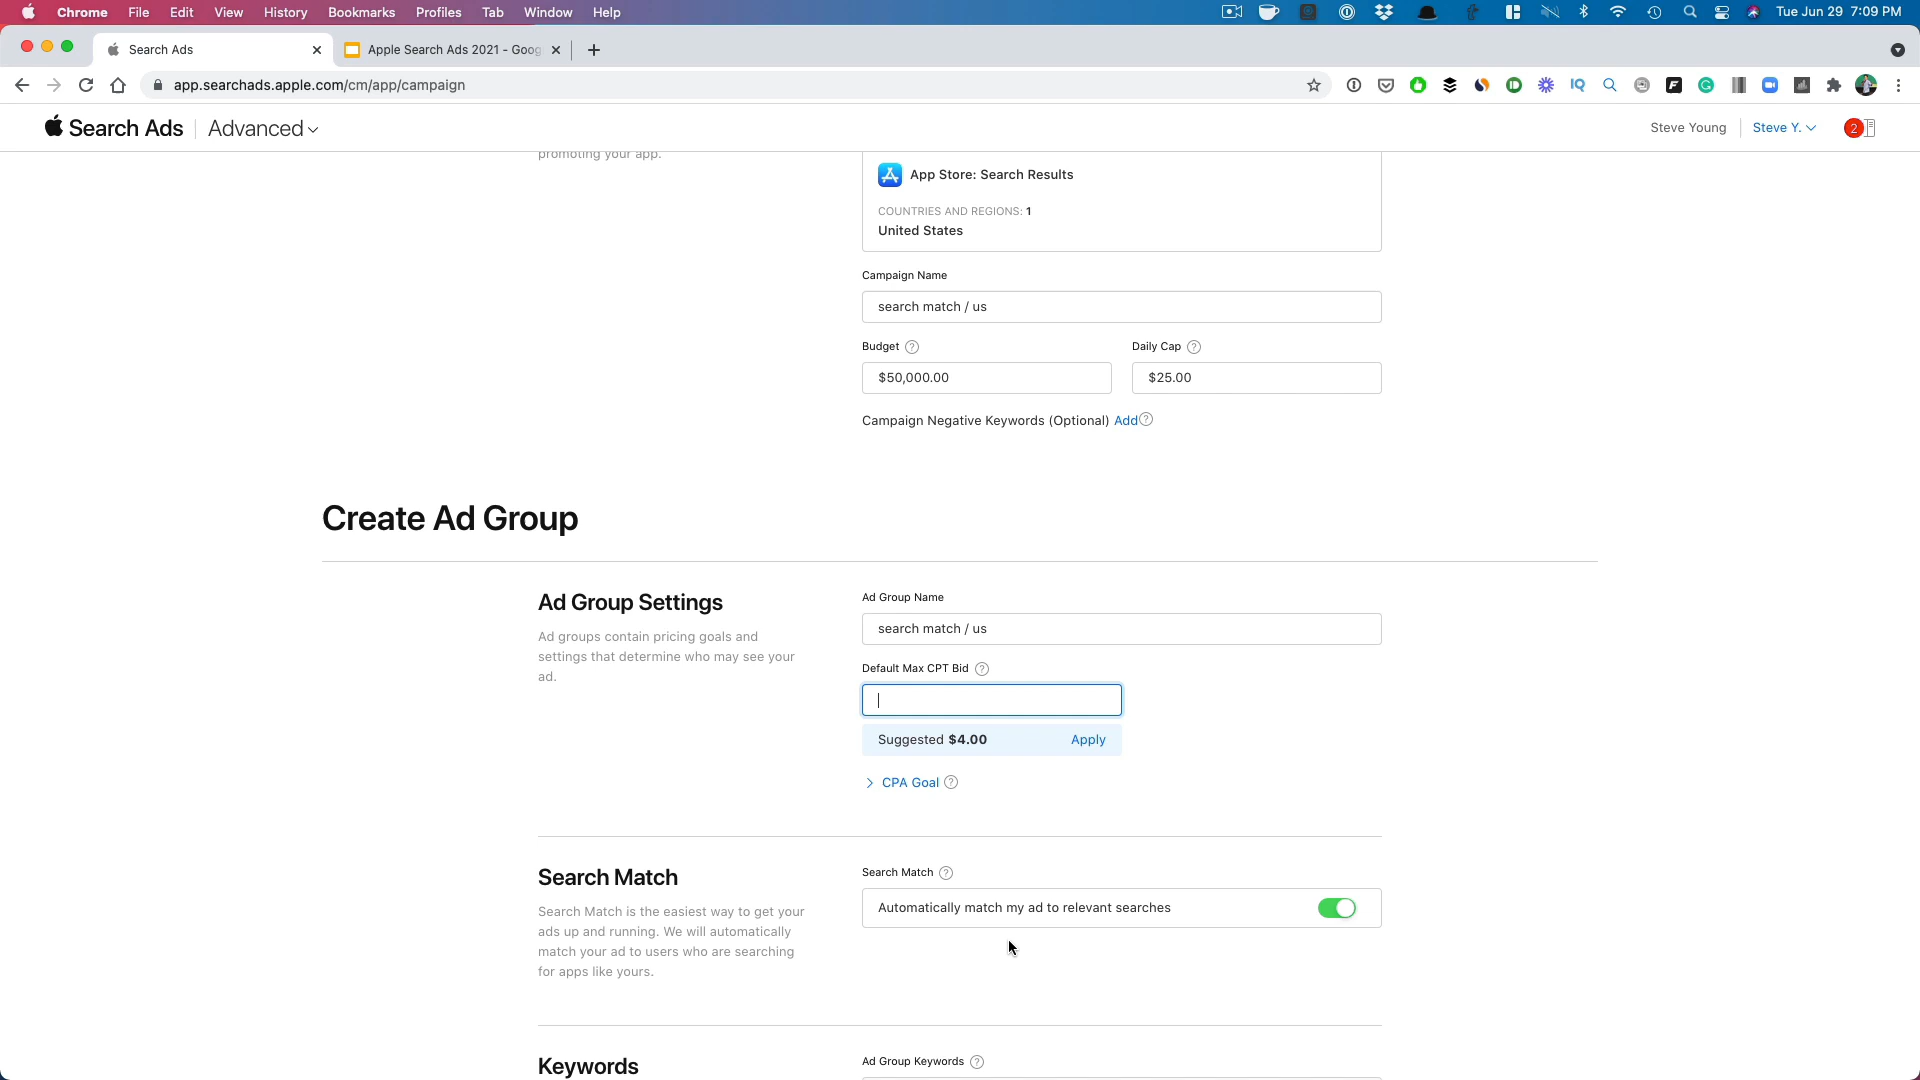 Chrome File Edit View History Bookmarks Profiles Tab Window Help Tue Jun 29 7:09 PM
Search Ads Apple Search Ads 2021 - Goog
app.searchads.apple.com/cm/app/campaign
Search Ads Advanced Steve Young Steve Y. 2
promoting your app.
App Store: Search Results
COUNTRIES AND REGIONS: 1
United States
Campaign Name
search match / us
Budget ? Daily Cap ?
$50,000.00 $25.00
Campaign Negative Keywords (Optional) Add ?
Create Ad Group
Ad Group Settings
Ad groups contain pricing goals and
settings that determine who may see your
ad.
Ad Group Name
search match / us
Default Max CPT Bid ?
Suggested $4.00 Apply
CPA Goal ?
Search Match
Search Match is the easiest way to get your
ads up and running. We will automatically
match your ad to users who are searching
for apps like yours.
Search Match ?
Automatically match my ad to relevant searches
Keywords
Ad Group Keywords ?